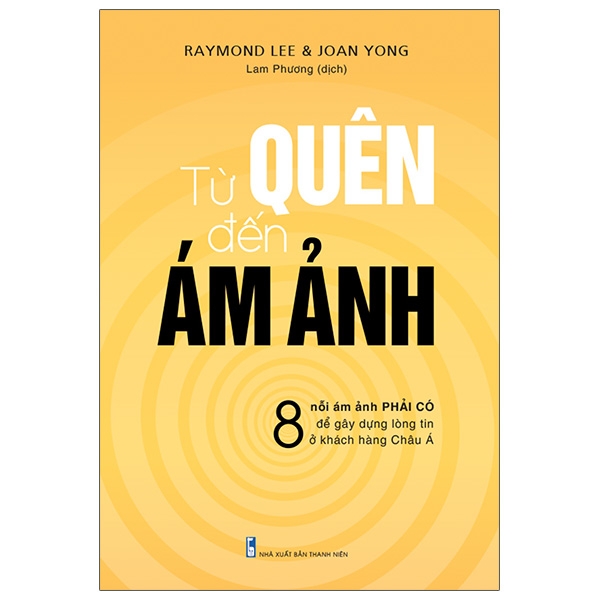 RAYMOND LEE & JOAN YONG
Lam Phương (dịch)
Từ QUÊN
đến
ÁM ẢNH
8 nỗi ám ảnh PHẢI CÓ
để gây dựng lòng tin
ở khách hàng Châu Á
NHÀ XUẤT BẢN THANH NIÊN